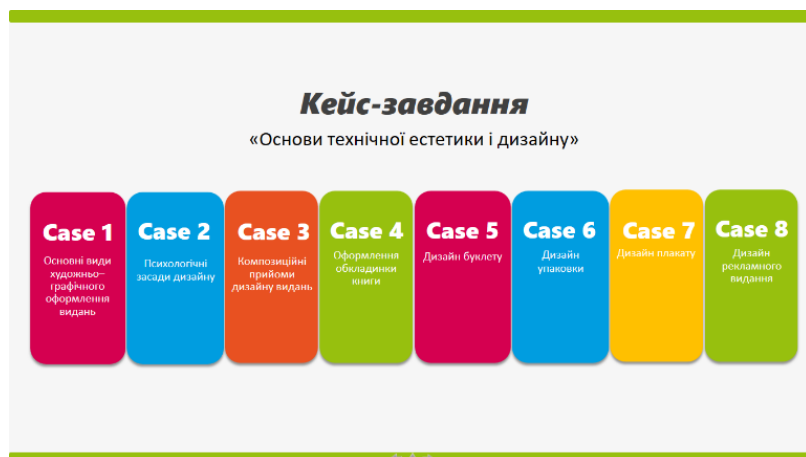 Кейс-завдання
«Основи технічної естетики і дизайну»
Case 1
Основні види
художньо–
графічного
оформлення
видань
Case 2
Психологічні
засади дизайну
Case 3
Композиційні
прийоми
дизайну видань
Case 4
Оформлення
обкладинки
книги
Case 5
Дизайн буклету
Case 6
Дизайн
упаковки
Case 7
Дизайн плакату
Case 8
Дизайн
рекламного
видання